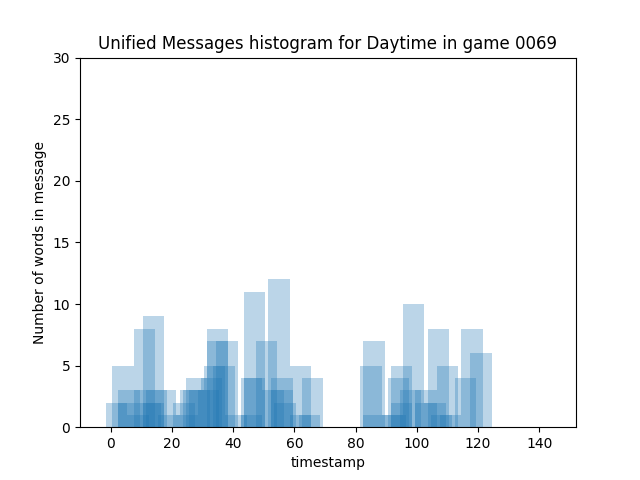 Unified Messages histogram for Daytime in game 0069
30
25
20
15
10
5
0
Number of words in message
0 20 40 60 80 100 120 140
timestamp